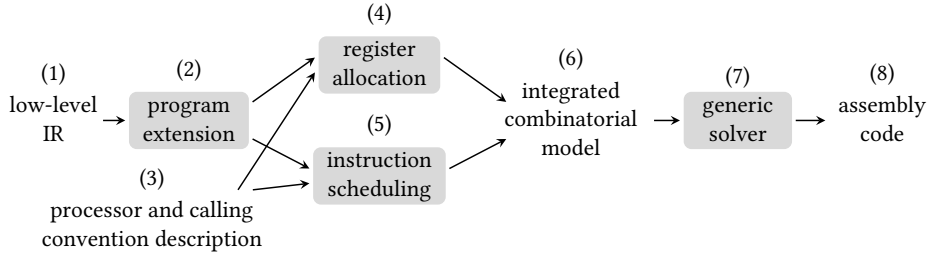 (1)
low-level
IR
(2)
program
extension
(3)
processor and calling
convention description
(4)
register
allocation
(5)
instruction
scheduling
(6)
integrated
combinatorial
model
(7)
generic
solver
(8)
assembly
code